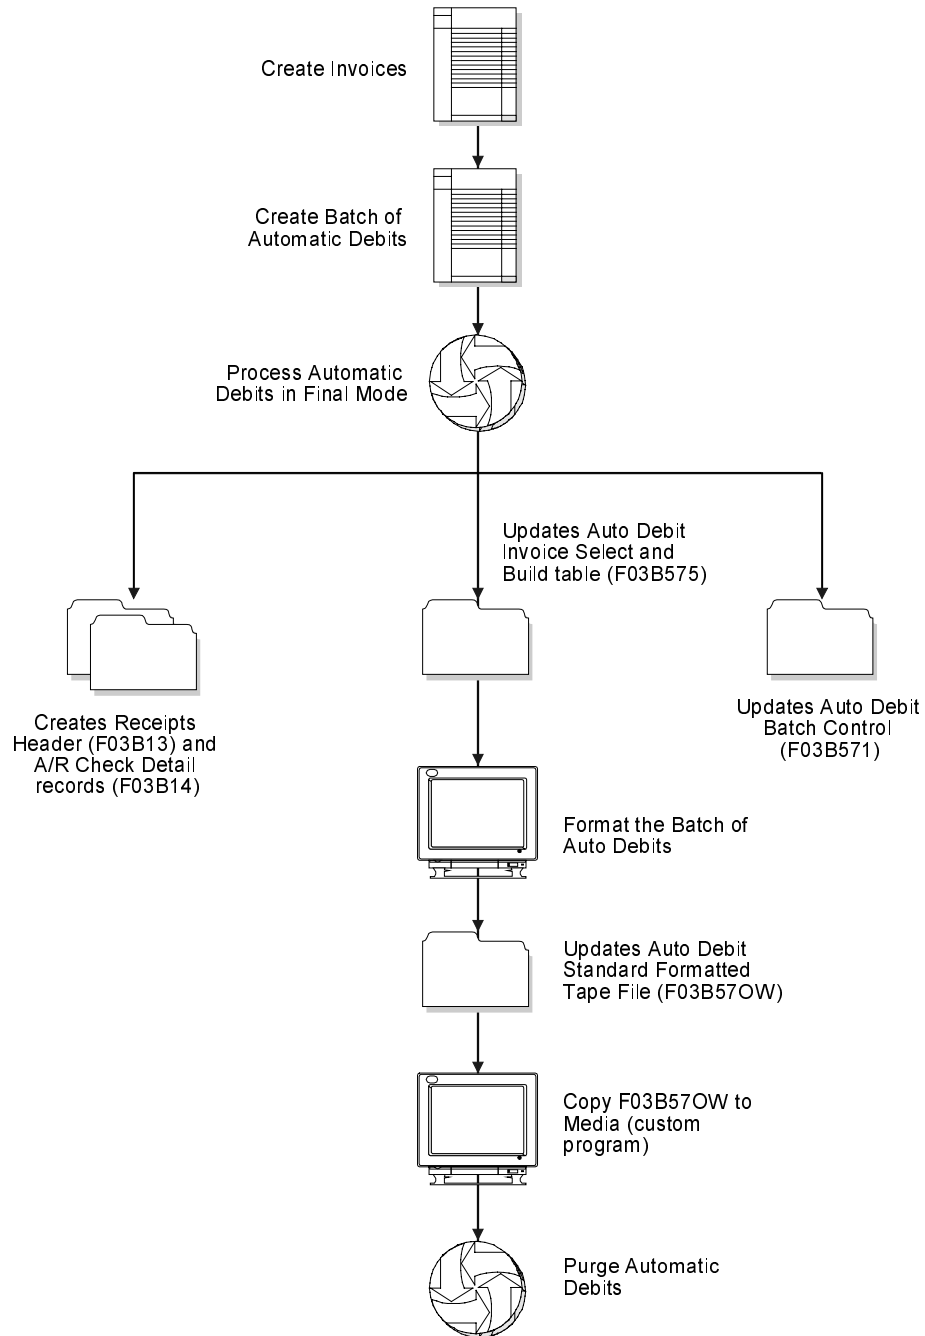 Create Invoices
Create Batch of
Automatic Debits
Process Automatic
Debits in Final Mode
Updates Auto Debit
Invoice Select and
Build table (F03B575)
Creates Receipts
Header (F03B13) and
A/R Check Detail
records (F03B14)
Updates Auto Debit
Batch Control
(F03B571)
Format the Batch of
Auto Debits
Updates Auto Debit
Standard Formatted
Tape File (F03B57OW)
Copy F03B57OW to
Media (custom
program)
Purge Automatic
Debits